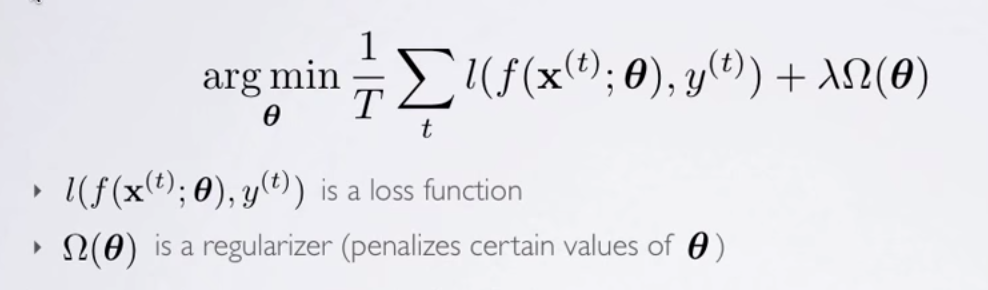 arg min_θ 1/T ∑_t l(f(x^(t); θ), y^(t)) + λΩ(θ)
‣ l(f(x^(t); θ), y^(t)) is a loss function
‣ Ω(θ) is a regularizer (penalizes certain values of θ)